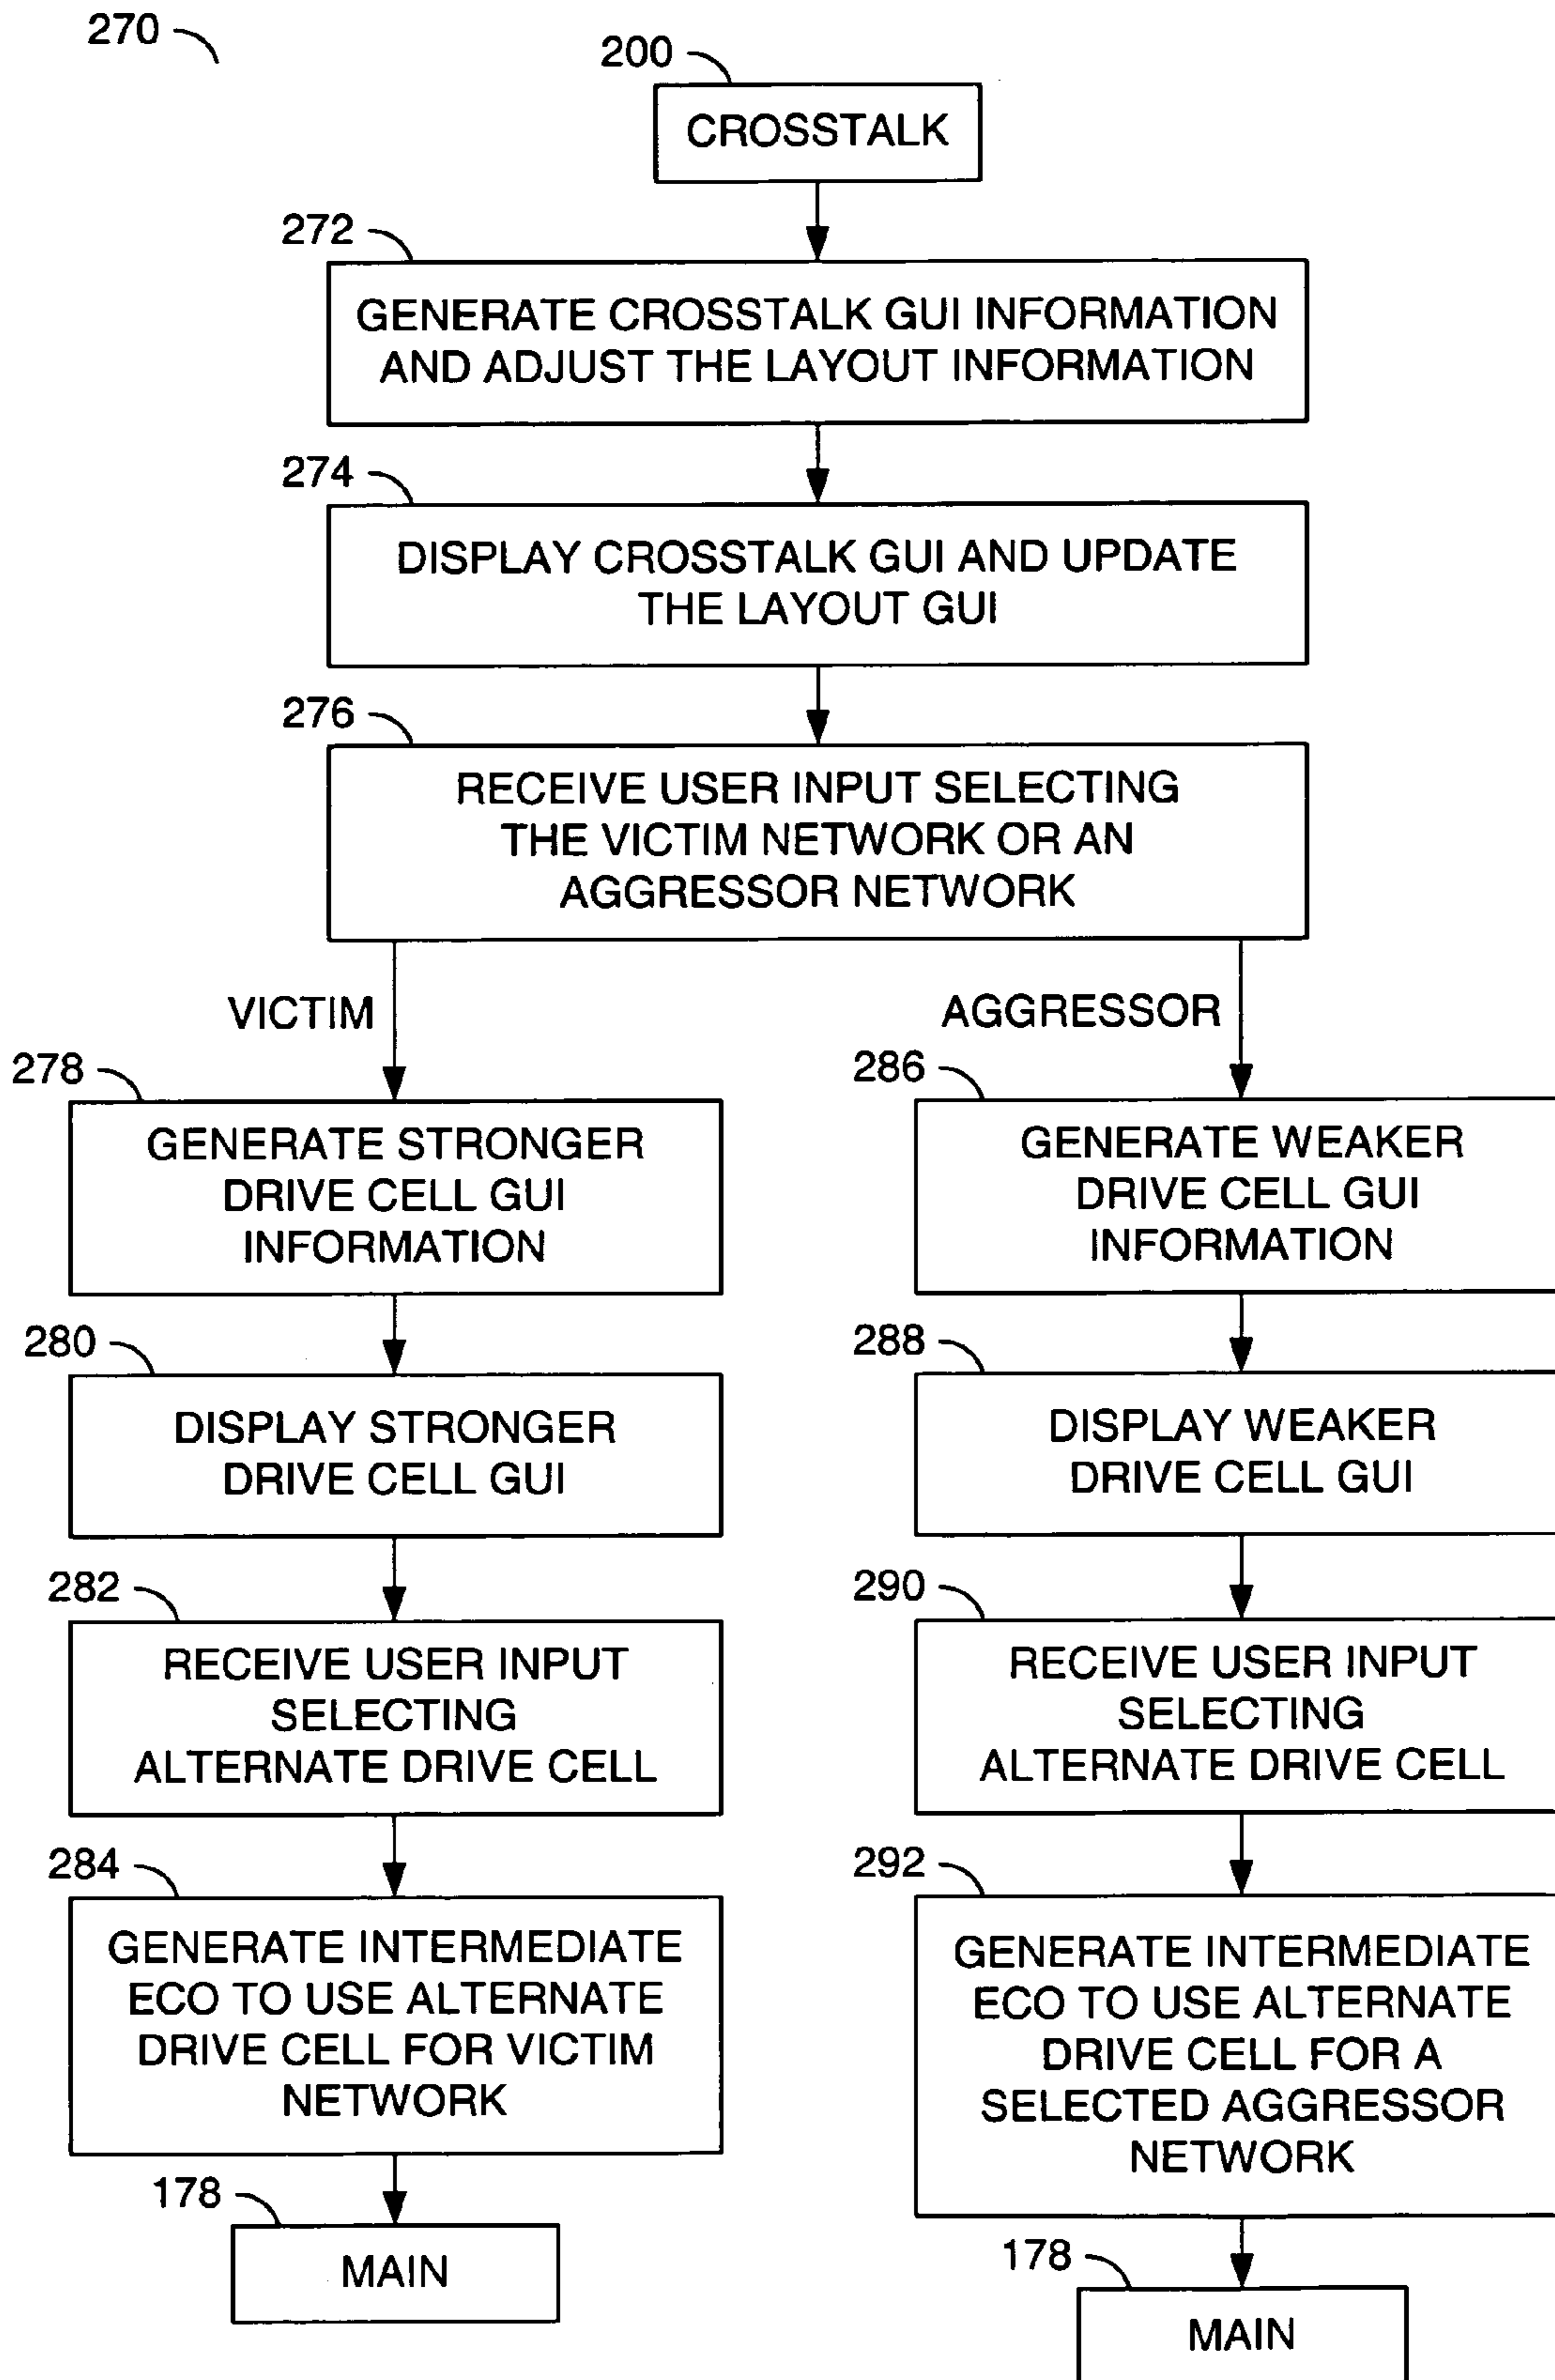 270
200
CROSSTALK
272
GENERATE CROSSTALK GUI INFORMATION
AND ADJUST THE LAYOUT INFORMATION
274
DISPLAY CROSSTALK GUI AND UPDATE
THE LAYOUT GUI
276
RECEIVE USER INPUT SELECTING
THE VICTIM NETWORK OR AN
AGGRESSOR NETWORK
VICTIM
278
GENERATE STRONGER
DRIVE CELL GUI
INFORMATION
280
DISPLAY STRONGER
DRIVE CELL GUI
282
RECEIVE USER INPUT
SELECTING
ALTERNATE DRIVE CELL
284
GENERATE INTERMEDIATE
ECO TO USE ALTERNATE
DRIVE CELL FOR VICTIM
NETWORK
178
MAIN
AGGRESSOR
286
GENERATE WEAKER
DRIVE CELL GUI
INFORMATION
288
DISPLAY WEAKER
DRIVE CELL GUI
290
RECEIVE USER INPUT
SELECTING
ALTERNATE DRIVE CELL
292
GENERATE INTERMEDIATE
ECO TO USE ALTERNATE
DRIVE CELL FOR A
SELECTED AGGRESSOR
NETWORK
178
MAIN